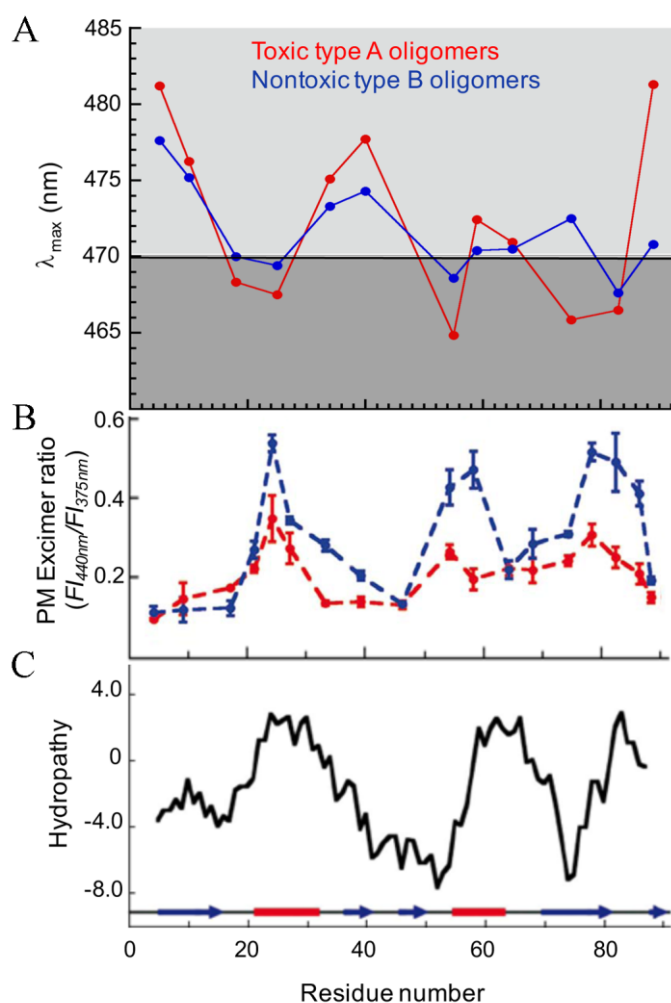 A
485
480
475
470
465
λmax (nm)
Toxic type A oligomers
Nontoxic type B oligomers
B
0.6
0.4
0.2
PM Excimer ratio
(FI440nm/FI375nm)
C
4.0
0
-4.0
-8.0
Hydropathy
0 20 40 60 80
Residue number